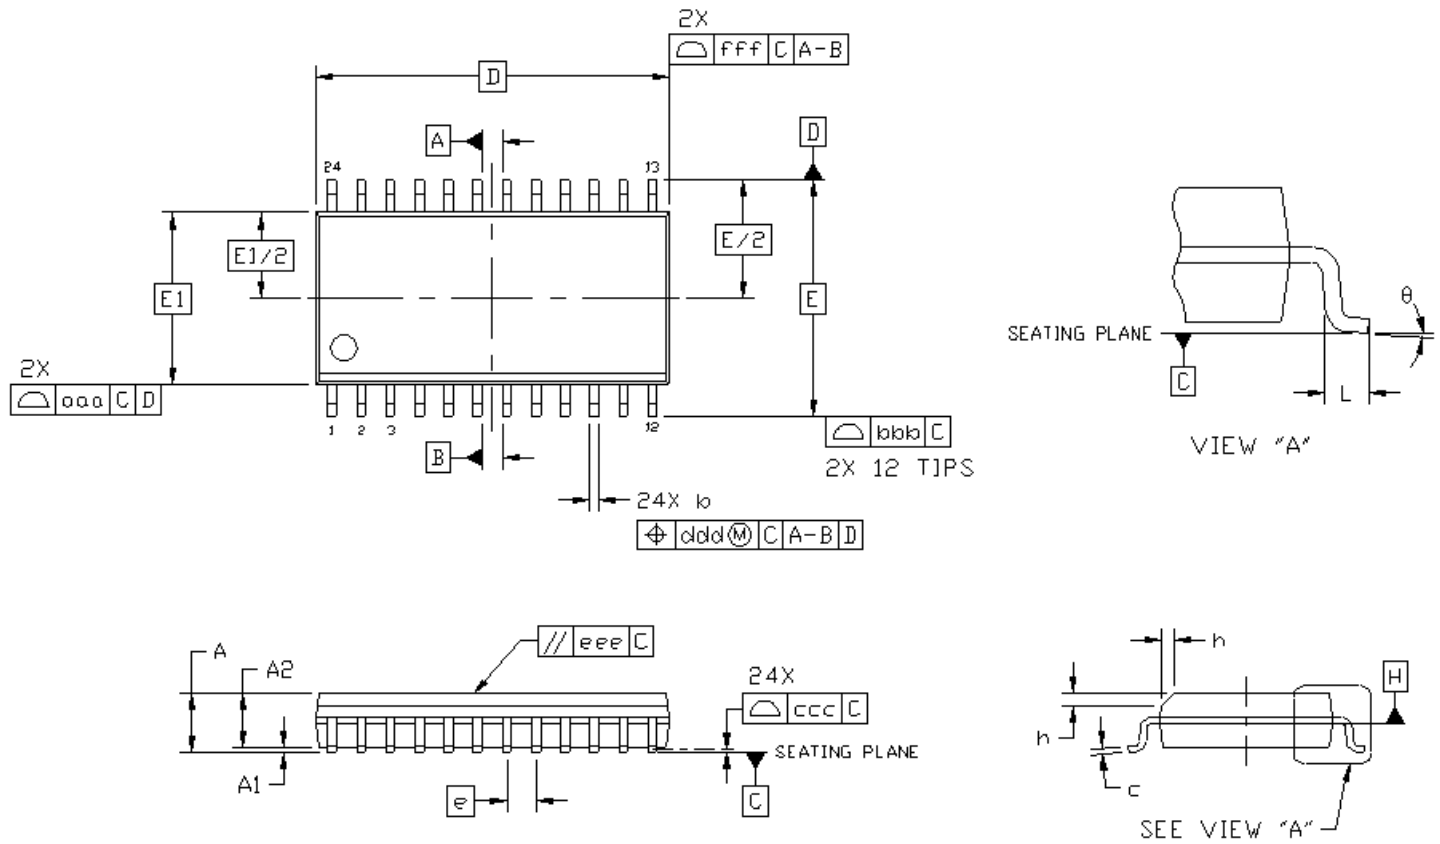 2X
fff C A-B
D
A
D
24
13
E1/2
E/2
E1
E
2X
aaa C D
1 2 3
12
B
bbb C
2X 12 TIPS
24X b
ddd M C A-B D
θ
SEATING PLANE
C
L
VIEW "A"
eee C
A
A2
24X
ccc C
SEATING PLANE
A1
e
C
h
H
h
c
SEE VIEW "A"